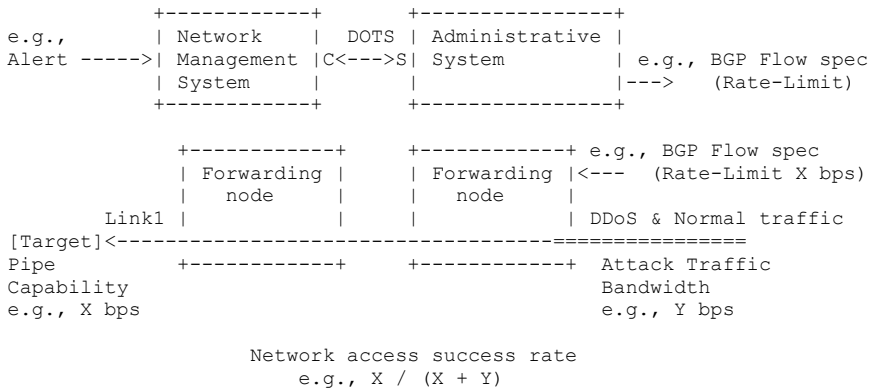 +------------+        +----------------+
e.g.,       | Network    |  DOTS  | Administrative |
Alert ----->| Management |C<--->S| System         | e.g., BGP Flow spec
            | System     |        |                |--->   (Rate-Limit)
            +------------+        +----------------+
              +------------+      +------------+ e.g., BGP Flow spec
              | Forwarding |      | Forwarding |<---  (Rate-Limit X bps)
              |   node     |      |   node     |
        Link1 |            |      |            | DDoS & Normal traffic
[Target]<------------------------------------================
Pipe          +------------+      +------------+  Attack Traffic
Capability                                        Bandwidth
e.g., X bps                                       e.g., Y bps
                    Network access success rate
                        e.g., X / (X + Y)